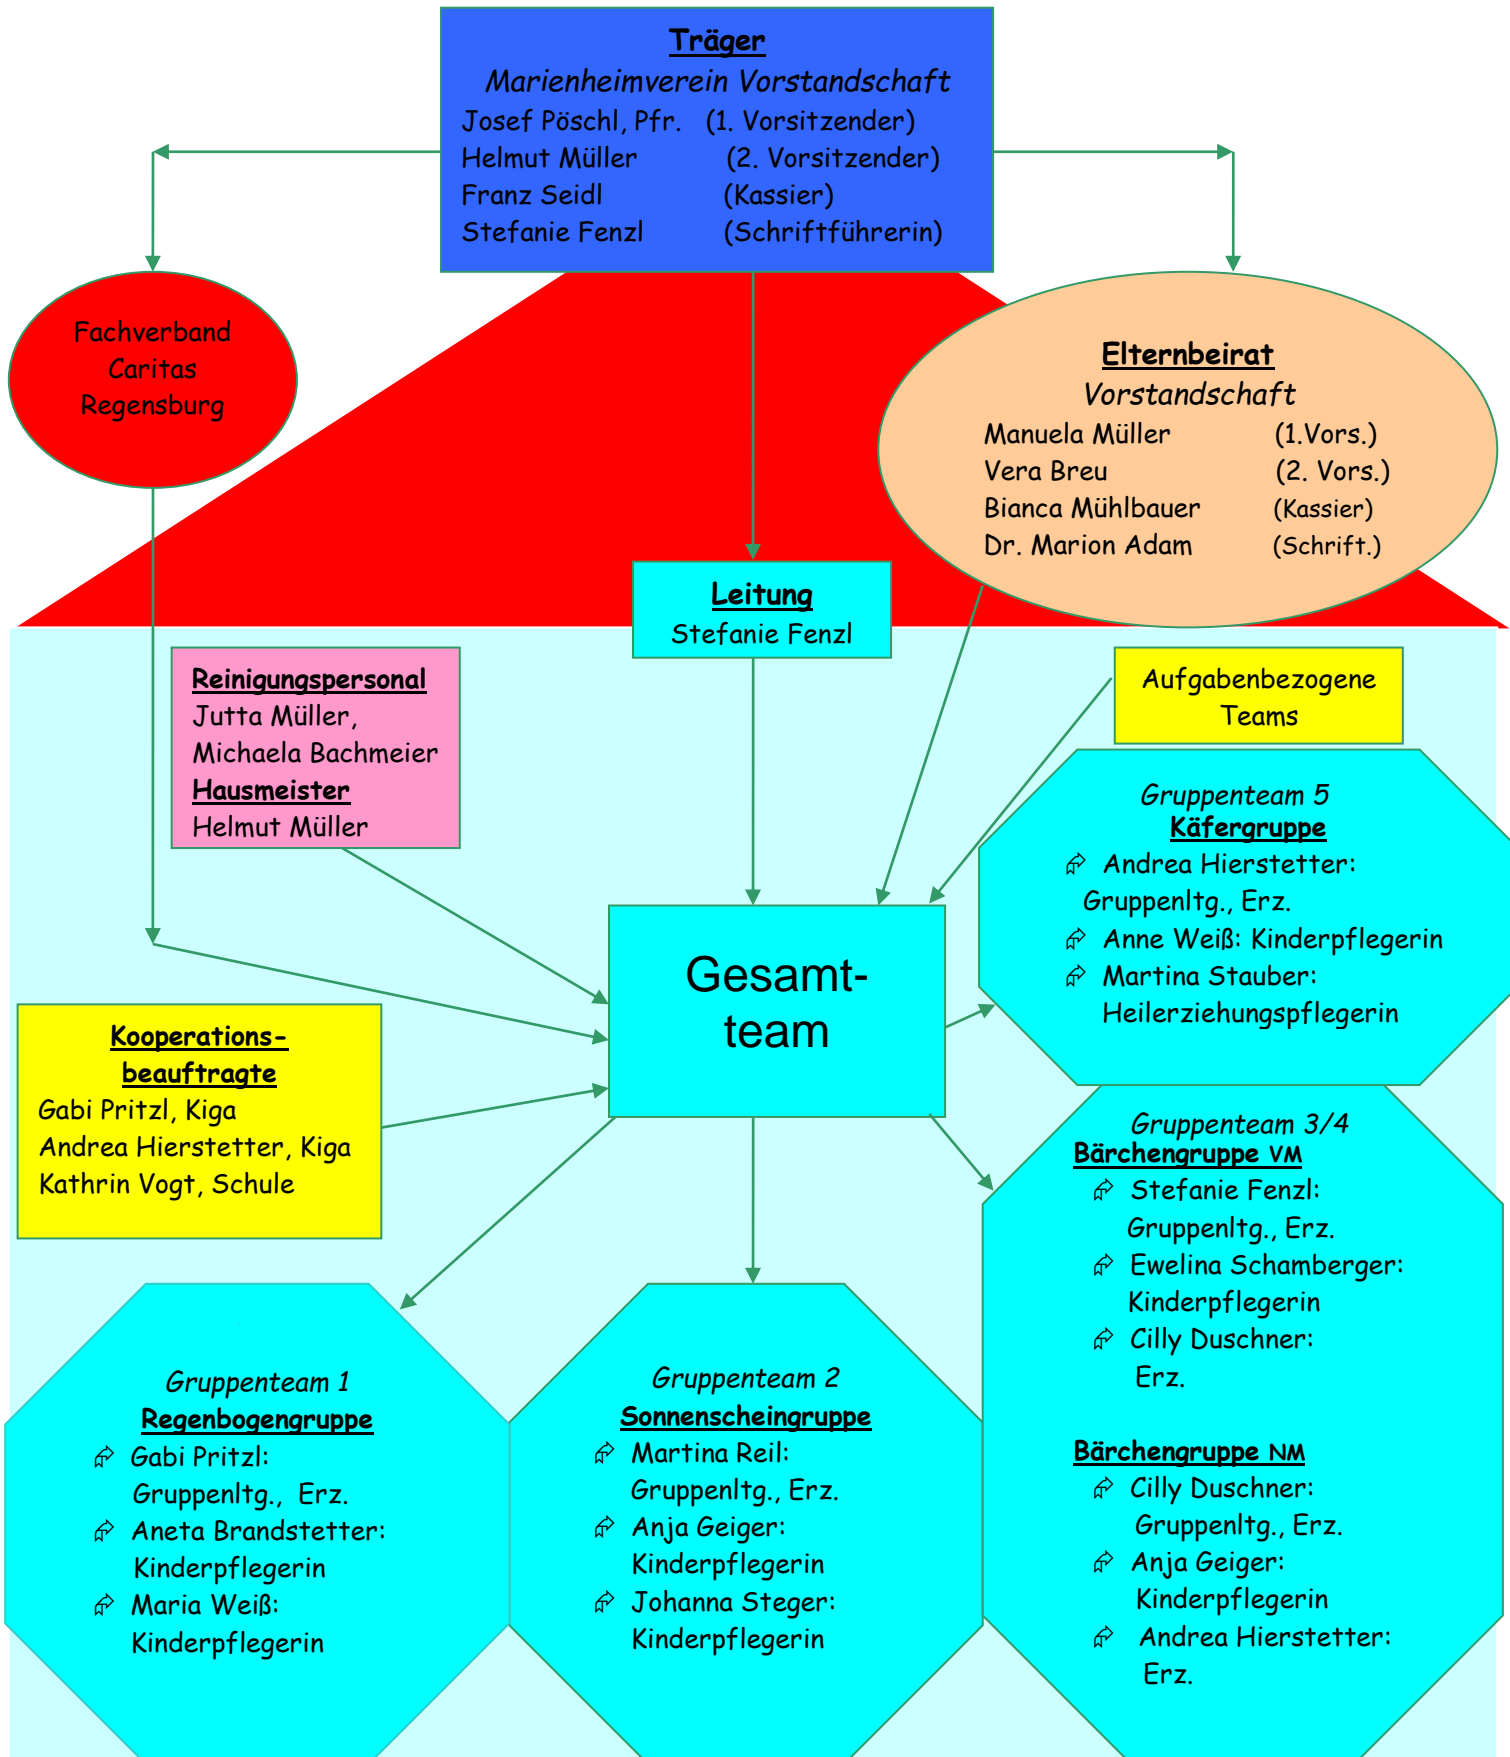 Träger
Marienheimverein Vorstandschaft
Josef Pöschl, Pfr. (1. Vorsitzender)
Helmut Müller (2. Vorsitzender)
Franz Seidl (Kassier)
Stefanie Fenzl (Schriftführerin)
Fachverband
Caritas
Regensburg
Elternbeirat
Vorstandschaft
Manuela Müller (1.Vors.)
Vera Breu (2. Vors.)
Bianca Mühlbauer (Kassier)
Dr. Marion Adam (Schrift.)
Leitung
Stefanie Fenzl
Reinigungspersonal
Jutta Müller,
Michaela Bachmeier
Hausmeister
Helmut Müller
Aufgabenbezogene
Teams
Gruppenteam 5
Käfergruppe
Andrea Hierstetter:
Gruppenltg., Erz.
Anne Weiß: Kinderpflegerin
Martina Stauber:
Heilerziehungspflegerin
Gesamt-
team
Kooperations-
beauftragte
Gabi Pritzl, Kiga
Andrea Hierstetter, Kiga
Kathrin Vogt, Schule
Gruppenteam 3/4
Bärchengruppe VM
Stefanie Fenzl:
Gruppenltg., Erz.
Ewelina Schamberger:
Kinderpflegerin
Cilly Duschner:
Erz.
Bärchengruppe NM
Cilly Duschner:
Gruppenltg., Erz.
Anja Geiger:
Kinderpflegerin
Andrea Hierstetter:
Erz.
Gruppenteam 1
Regenbogengruppe
Gabi Pritzl:
Gruppenltg., Erz.
Aneta Brandstetter:
Kinderpflegerin
Maria Weiß:
Kinderpflegerin
Gruppenteam 2
Sonnenscheingruppe
Martina Reil:
Gruppenltg., Erz.
Anja Geiger:
Kinderpflegerin
Johanna Steger:
Kinderpflegerin